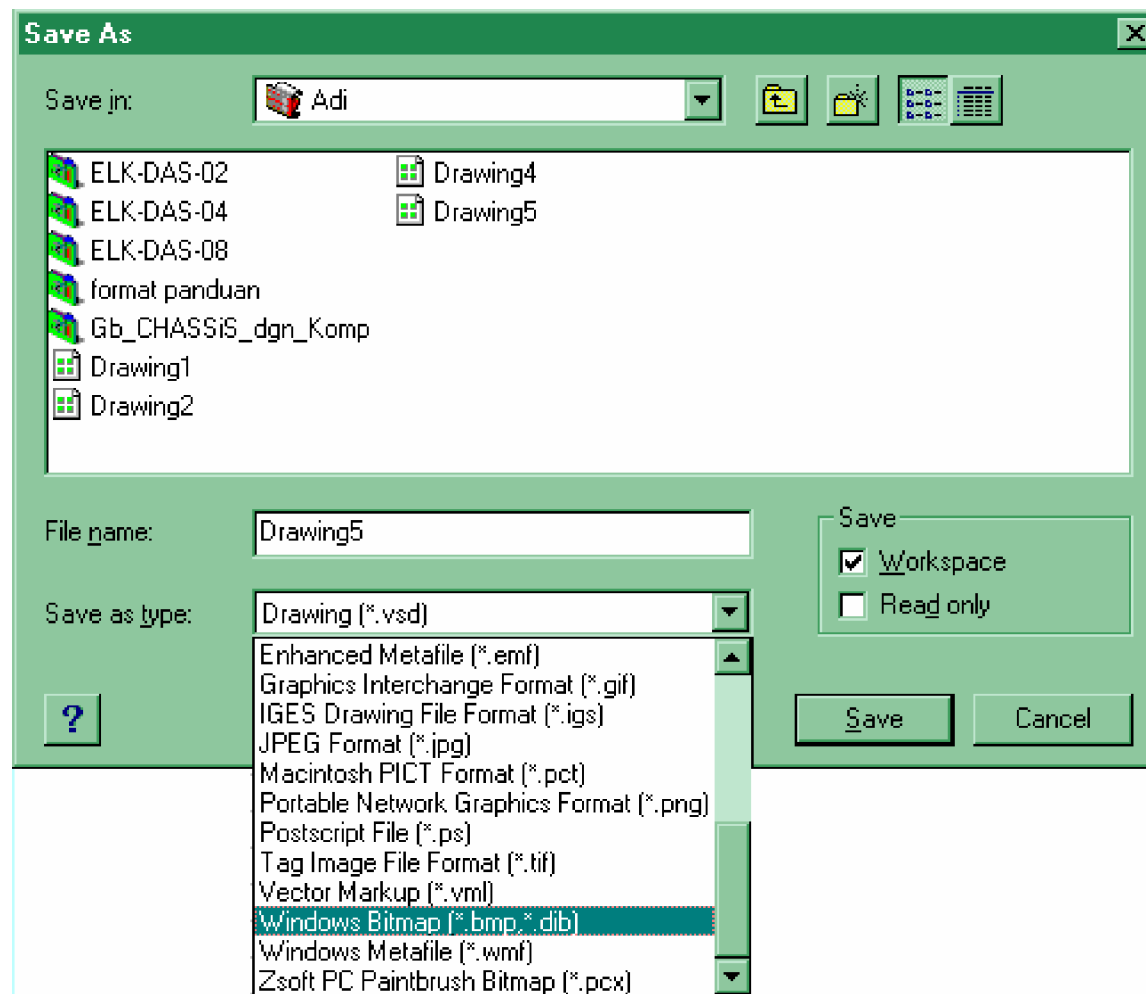 Save As
Save in:
Adi
ELK-DAS-02
ELK-DAS-04
ELK-DAS-08
format panduan
Gb_CHASSiS_dgn_Komp
Drawing1
Drawing2
Drawing4
Drawing5
File name:
Drawing5
Save as type:
Drawing (*.vsd)
Enhanced Metafile (*.emf)
Graphics Interchange Format (*.gif)
IGES Drawing File Format (*.igs)
JPEG Format (*.jpg)
Macintosh PICT Format (*.pct)
Portable Network Graphics Format (*.png)
Postscript File (*.ps)
Tag Image File Format (*.tif)
Vector Markup (*.vml)
Windows Bitmap (*.bmp,*.dib)
Windows Metafile (*.wmf)
Zsoft PC Paintbrush Bitmap (*.pcx)
Save
Workspace
Read only
?
Save
Cancel